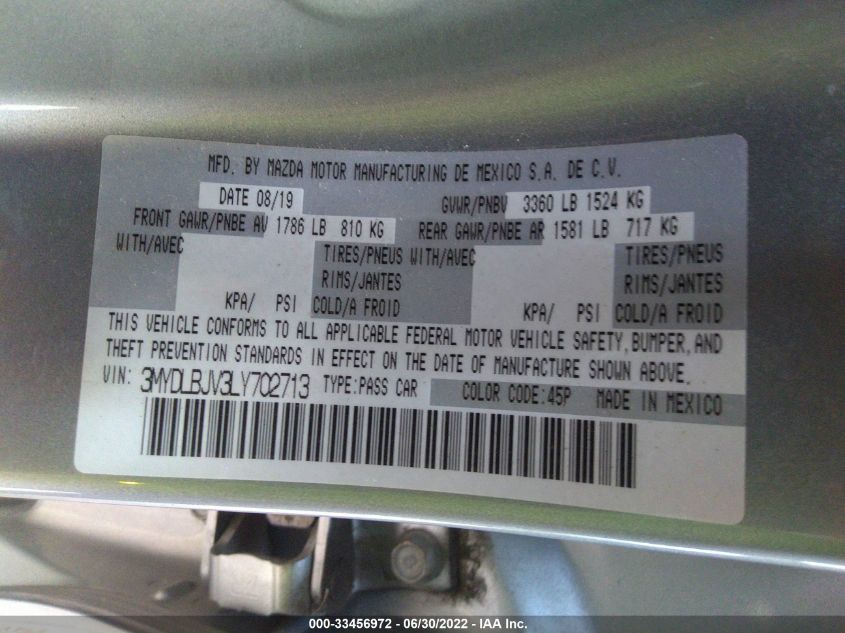 MFD. BY MAZDA MOTOR MANUFACTURING DE MEXICO S.A. DE C.V.
DATE 08/19 GVWR/PNBV 3360 LB 1524 KG
FRONT GAWR/PNBE AV 1786 LB 810 KG REAR GAWR/PNBE AR 1581 LB 717 KG
WITH/AVEC TIRES/PNEUS WITH/AVEC TIRES/PNEUS
RIMS/JANTES RIMS/JANTES
KPA/ PSI COLD/A FROID KPA/ PSI COLD/A FROID
THIS VEHICLE CONFORMS TO ALL APPLICABLE FEDERAL MOTOR VEHICLE SAFETY, BUMPER, AND
THEFT PREVENTION STANDARDS IN EFFECT ON THE DATE OF MANUFACTURE SHOWN ABOVE.
VIN: 3MYDLBJV3LY702713 TYPE:PASS CAR COLOR CODE:45P MADE IN MEXICO
000-33456972 / 06/30/2022 - IAA Inc.